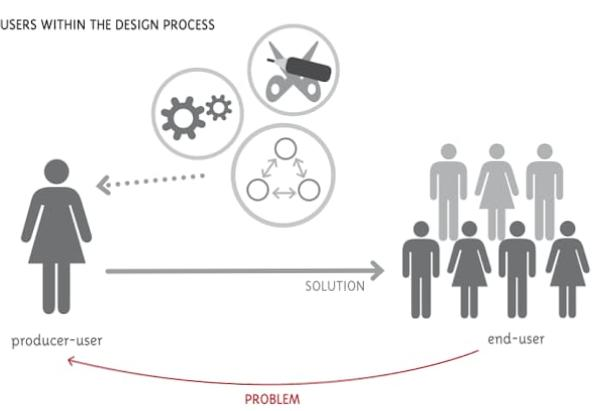 USERS WITHIN THE DESIGN PROCESS
SOLUTION
producer-user
end-user
PROBLEM